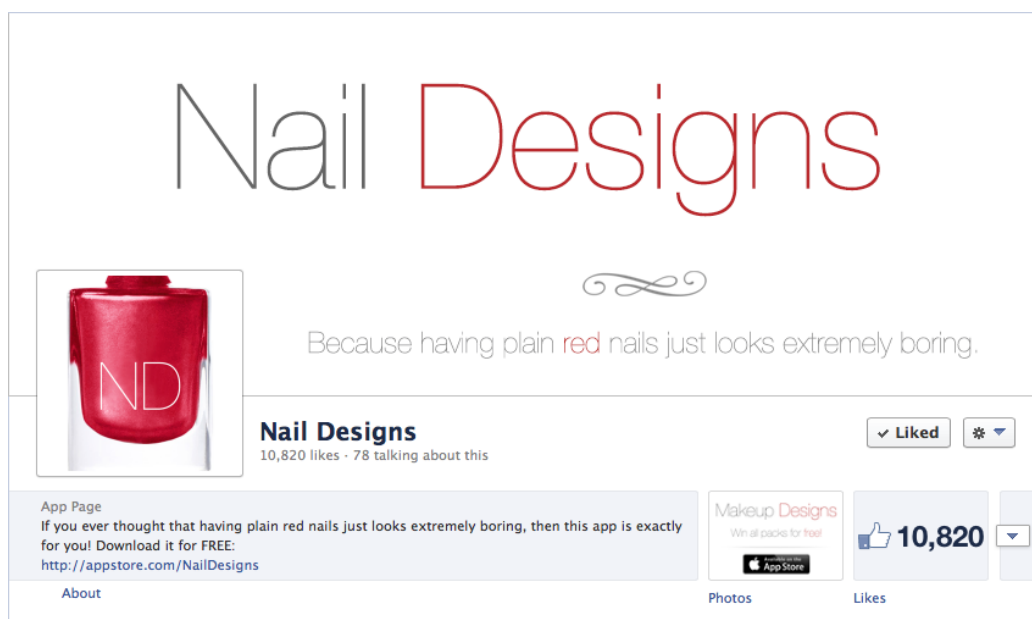 Nail Designs
Because having plain red nails just looks extremely boring.
ND
Nail Designs
10,820 likes · 78 talking about this
Liked
App Page
If you ever thought that having plain red nails just looks extremely boring, then this app is exactly
for you! Download it for FREE:
http://appstore.com/NailDesigns
About
Makeup Designs
Win all packs for free!
Available on the
App Store
Photos
10,820
Likes